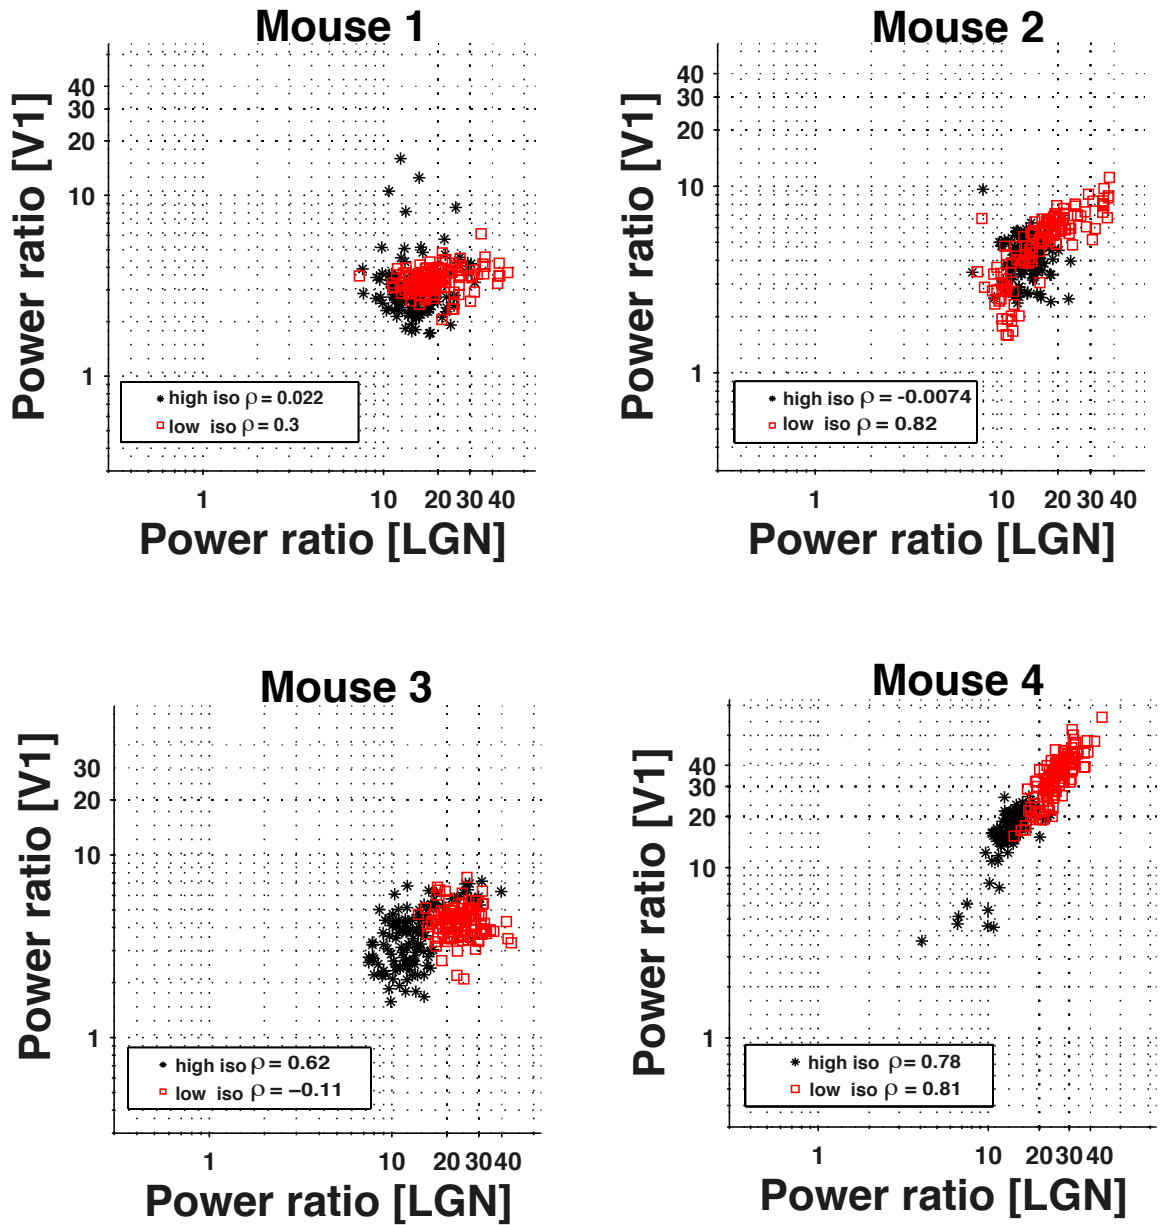 Mouse 1
Power ratio [V1]
40
30
20
10
1
high iso ρ = 0.022
low iso ρ = 0.3
1 10 20 30 40
Power ratio [LGN]
Mouse 2
Power ratio [V1]
40
30
20
10
1
high iso ρ = -0.0074
low iso ρ = 0.82
1 10 20 30 40
Power ratio [LGN]
Mouse 3
Power ratio [V1]
30
20
10
1
high iso ρ = 0.62
low iso ρ = −0.11
1 10 20 30 40
Power ratio [LGN]
Mouse 4
Power ratio [V1]
40
30
20
10
1
high iso ρ = 0.78
low iso ρ = 0.81
1 10 20 30 40
Power ratio [LGN]